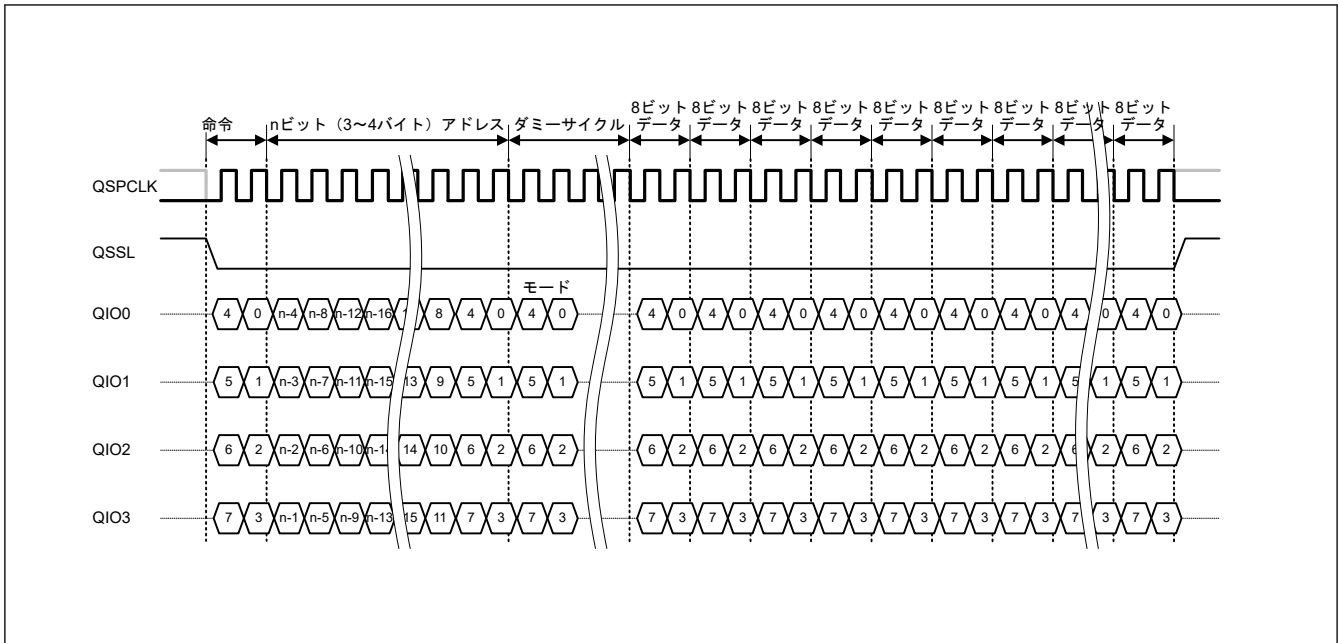 8ビット 8ビット 8ビット 8ビット 8ビット 8ビット 8ビット 8ビット 8ビット
命令 nビット（3～4バイト）アドレス ダミーサイクル データ データ データ データ データ データ データ データ データ
QSPCLK
QSSL
モード
QIO0 4 0 n-4 n-8 n-12 n-16 8 4 0 4 0 4 0 4 0 4 0 4 0 4 0 4 0 4 0 4 0 4 0
QIO1 5 1 n-3 n-7 n-11 n-15 13 9 5 1 5 1 5 1 5 1 5 1 5 1 5 1 5 1 5 1 5 1 5 1
QIO2 6 2 n-2 n-6 n-10 n-14 14 10 6 2 6 2 6 2 6 2 6 2 6 2 6 2 6 2 6 2 6 2 6 2
QIO3 7 3 n-1 n-5 n-9 n-13 15 11 7 3 7 3 7 3 7 3 7 3 7 3 7 3 7 3 7 3 7 3 7 3